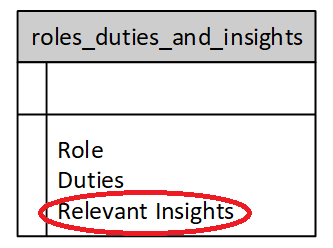 roles_duties_and_insights
Role
Duties
Relevant Insights